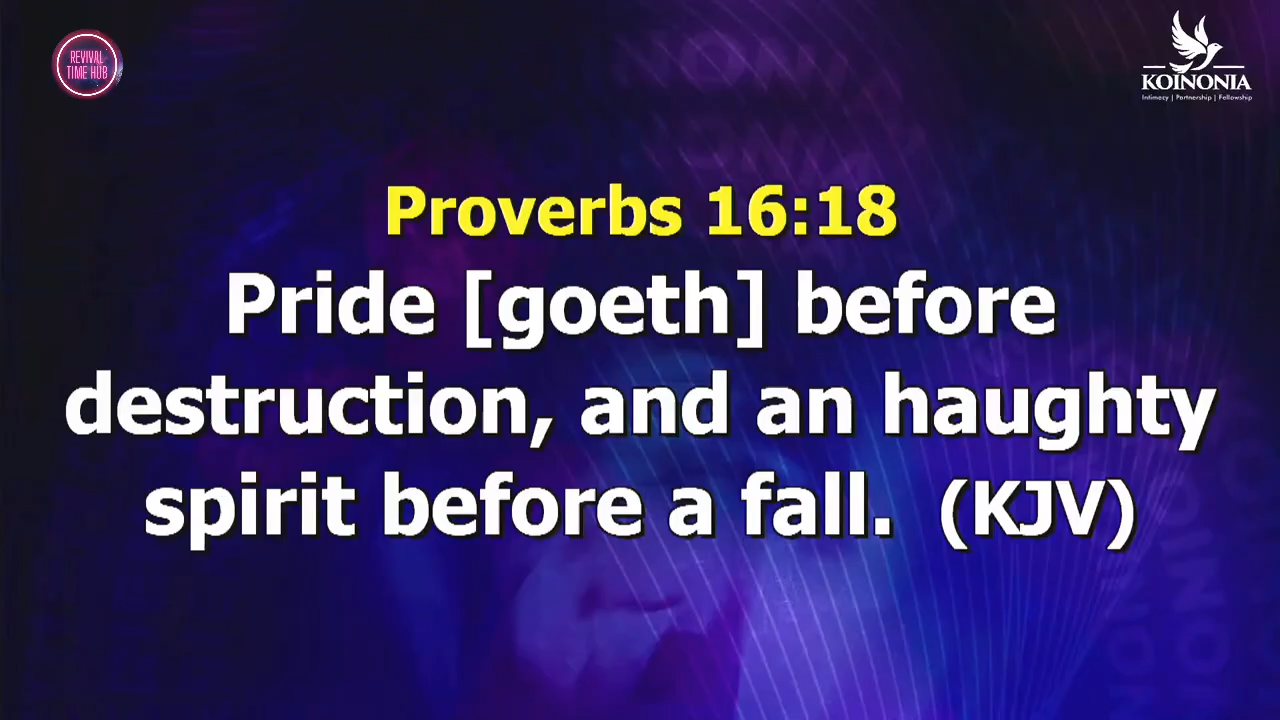 REVIVAL
TIME HUB
KOINONIA
Intimacy | Partnership | Fellowship
Proverbs 16:18
Pride [goeth] before
destruction, and an haughty
spirit before a fall. (KJV)